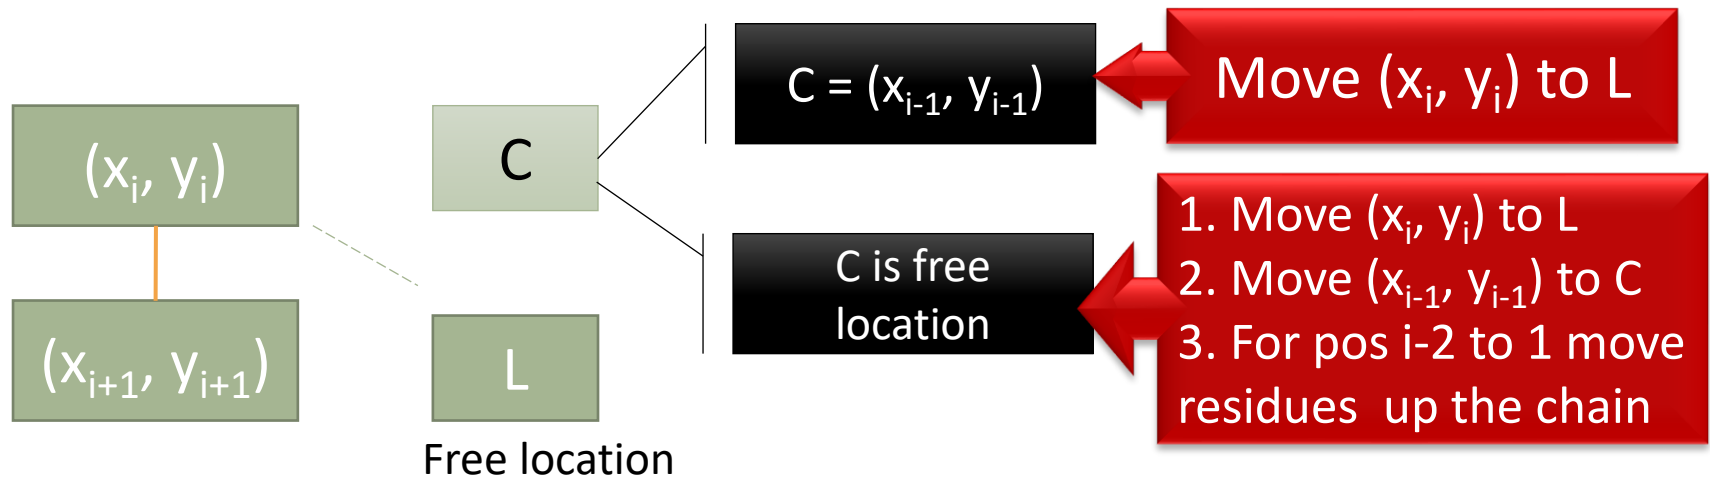 (xᵢ, yᵢ)
(xᵢ₊₁, yᵢ₊₁)
C
L
Free location
C = (xᵢ₋₁, yᵢ₋₁)
Move (xᵢ, yᵢ) to L
C is free
location
1. Move (xᵢ, yᵢ) to L
2. Move (xᵢ₋₁, yᵢ₋₁) to C
3. For pos i-2 to 1 move
residues up the chain